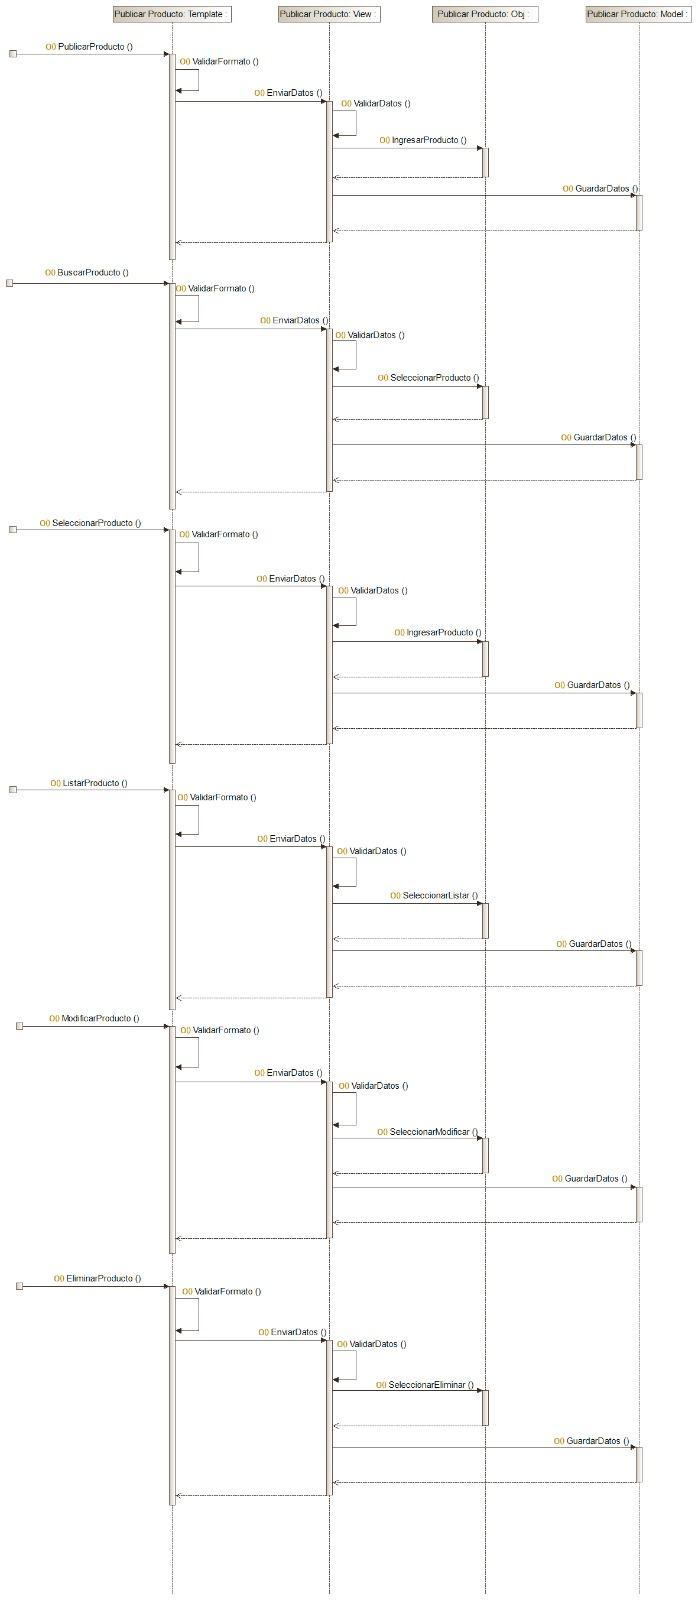 Publicar Producto: Template :
Publicar Producto: View :
Publicar Producto: Obj :
Publicar Producto: Model :
O() PublicarProducto ()
O() ValidarFormato ()
O() EnviarDatos ()
O() ValidarDatos ()
O() IngresarProducto ()
O() GuardarDatos ()
O() BuscarProducto ()
O() ValidarFormato ()
O() EnviarDatos ()
O() ValidarDatos ()
O() SeleccionarProducto ()
O() GuardarDatos ()
O() SeleccionarProducto ()
O() ValidarFormato ()
O() EnviarDatos ()
O() ValidarDatos ()
O() IngresarProducto ()
O() GuardarDatos ()
O() ListarProducto ()
O() ValidarFormato ()
O() EnviarDatos ()
O() ValidarDatos ()
O() SeleccionarListar ()
O() GuardarDatos ()
O() ModificarProducto ()
O() ValidarFormato ()
O() EnviarDatos ()
O() ValidarDatos ()
O() SeleccionarModificar ()
O() GuardarDatos ()
O() EliminarProducto ()
O() ValidarFormato ()
O() EnviarDatos ()
O() ValidarDatos ()
O() SeleccionarEliminar ()
O() GuardarDatos ()